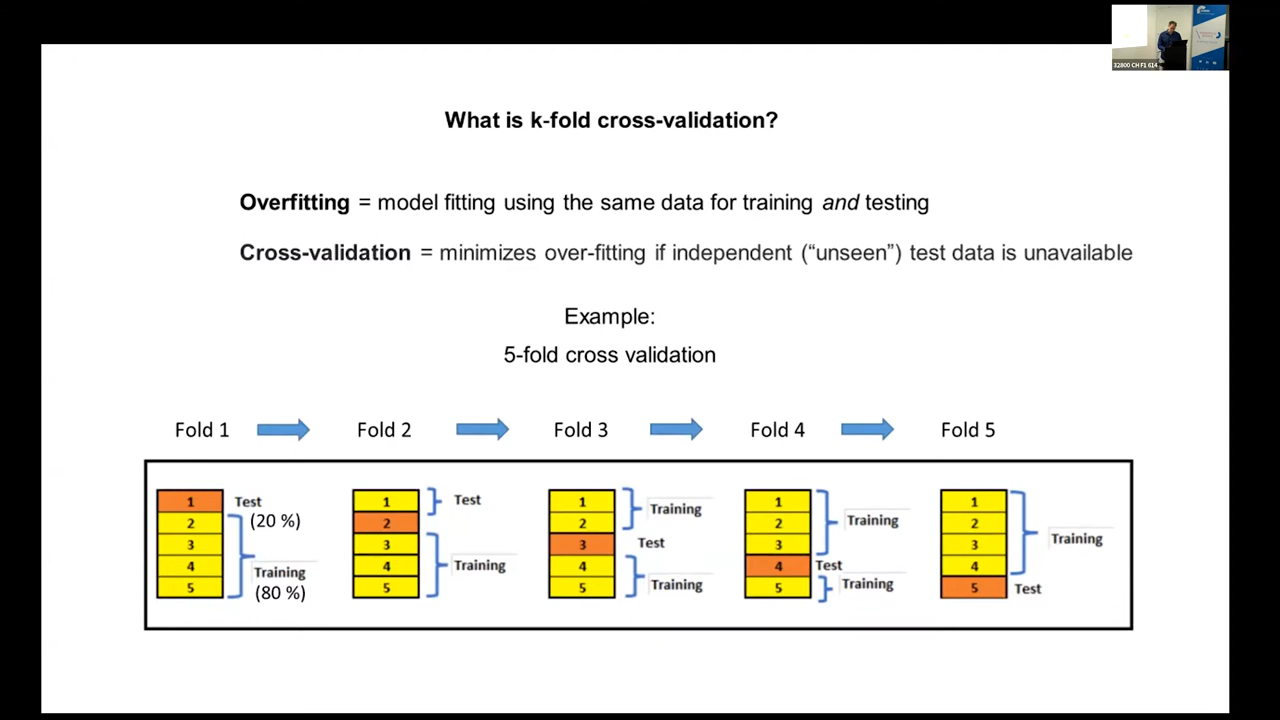 32800 CH F1 614
What is k-fold cross-validation?
Overfitting = model fitting using the same data for training and testing
Cross-validation = minimizes over-fitting if independent (“unseen”) test data is unavailable
Example:
5-fold cross validation
Fold 1
Fold 2
Fold 3
Fold 4
Fold 5
1
2
3
4
5
Test
(20 %)
Training
(80 %)
1
2
3
4
5
Test
Training
1
2
3
4
5
Training
Test
Training
1
2
3
4
5
Training
Test
Training
1
2
3
4
5
Training
Test